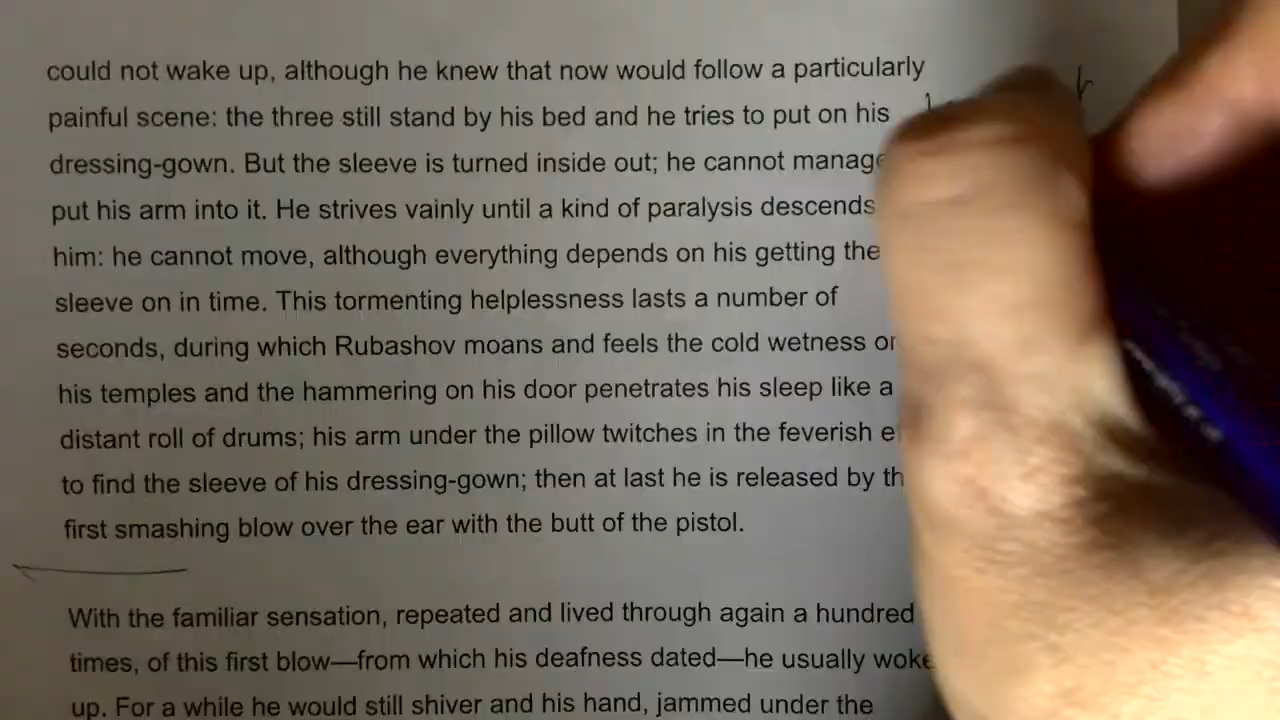 could not wake up, although he knew that now would follow a particularly
painful scene: the three still stand by his bed and he tries to put on his
dressing-gown. But the sleeve is turned inside out; he cannot manage
put his arm into it. He strives vainly until a kind of paralysis descends
him: he cannot move, although everything depends on his getting the
sleeve on in time. This tormenting helplessness lasts a number of
seconds, during which Rubashov moans and feels the cold wetness
his temples and the hammering on his door penetrates his sleep like a
distant roll of drums; his arm under the pillow twitches in the feverish
to find the sleeve of his dressing-gown; then at last he is released by
first smashing blow over the ear with the butt of the pistol.
With the familiar sensation, repeated and lived through again a hundred
times, of this first blow—from which his deafness dated—he usually woke
up. For a while he would still shiver and his hand, jammed under the